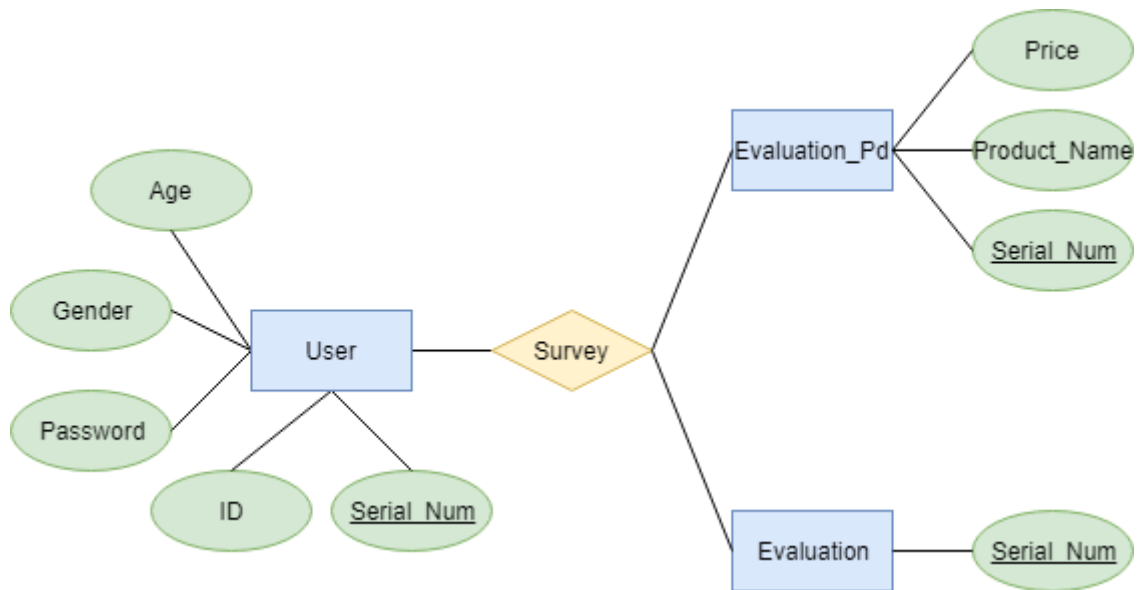 Price
Evaluation_Pd
Product_Name
Age
Serial_Num
Gender
User
Survey
Password
ID
Serial_Num
Evaluation
Serial_Num